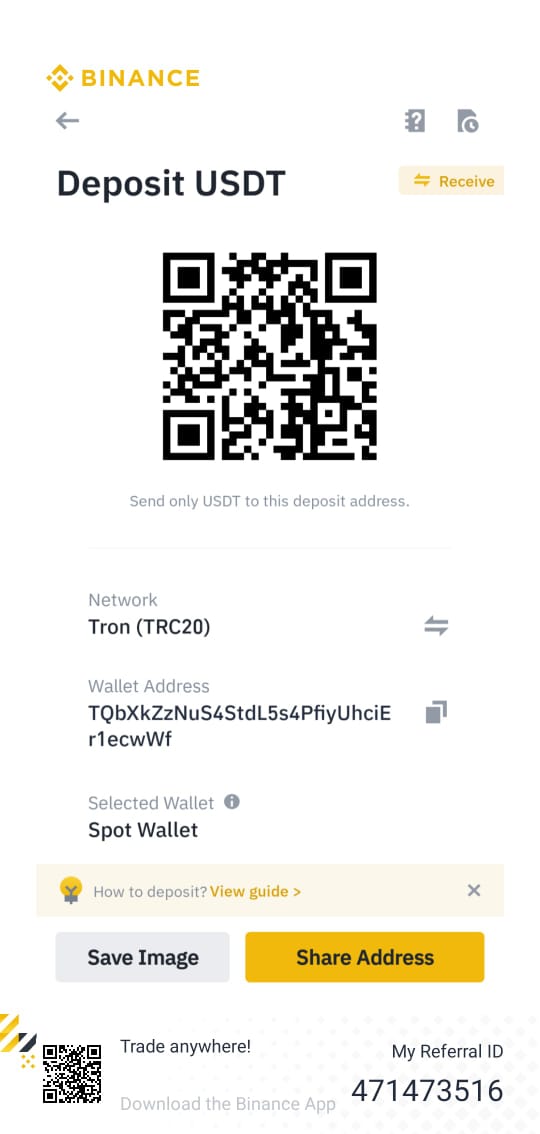 BINANCE
Deposit USDT
Receive
Send only USDT to this deposit address.
Network
Tron (TRC20)
Wallet Address
TQbXkZzNuS4StdL5s4PfiyUhciE
r1ecwWf
Selected Wallet
Spot Wallet
How to deposit? View guide >
Save Image
Share Address
Trade anywhere!
My Referral ID
Download the Binance App
471473516